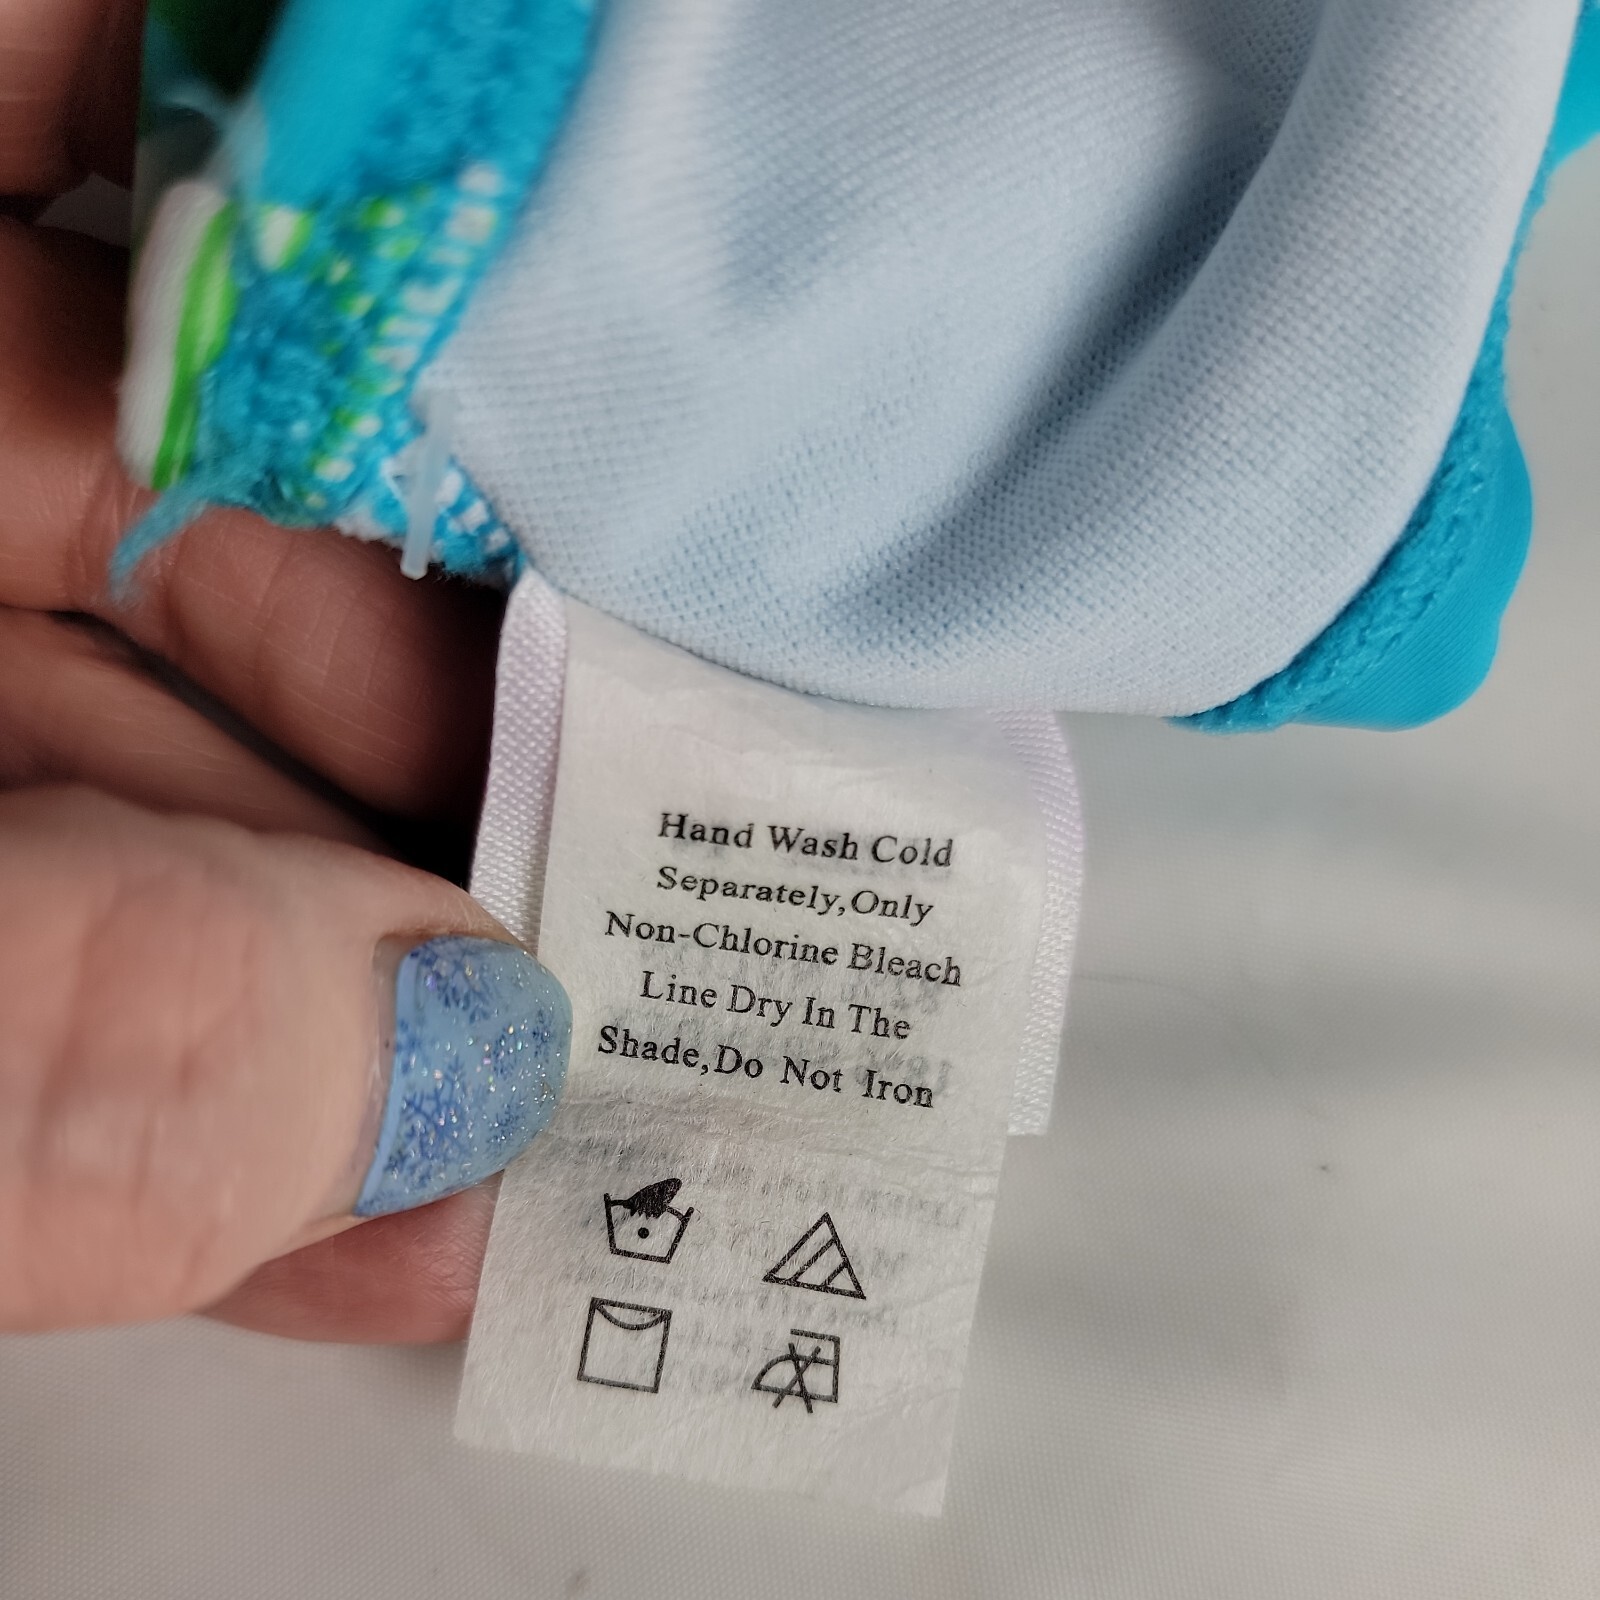 Hand Wash Cold
Separately,Only
Non-Chlorine Bleach
Line Dry In The
Shade,Do Not Iron